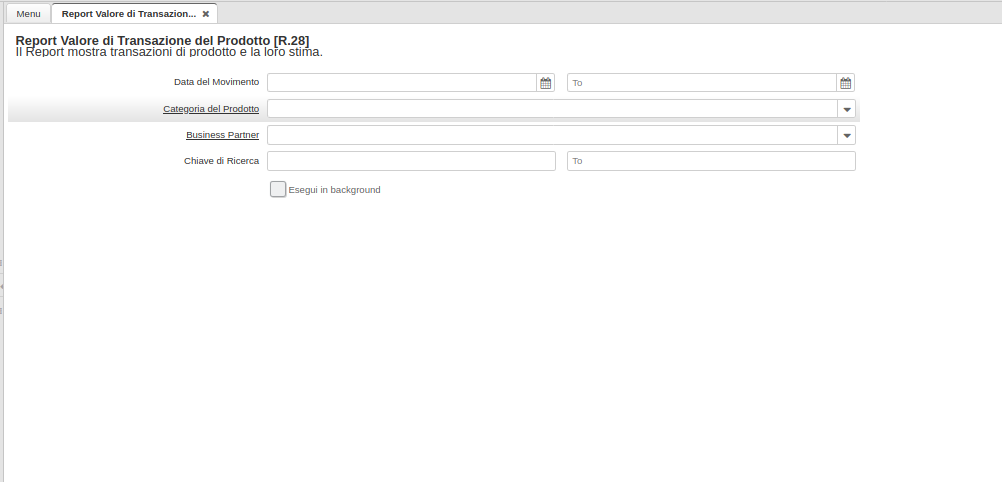 Menu
Report Valore di Transazion...
Report Valore di Transazione del Prodotto [R.28]
Il Report mostra transazioni di prodotto e la loro stima.
Data del Movimento
To
Categoria del Prodotto
Business Partner
Chiave di Ricerca
To
Esegui in background